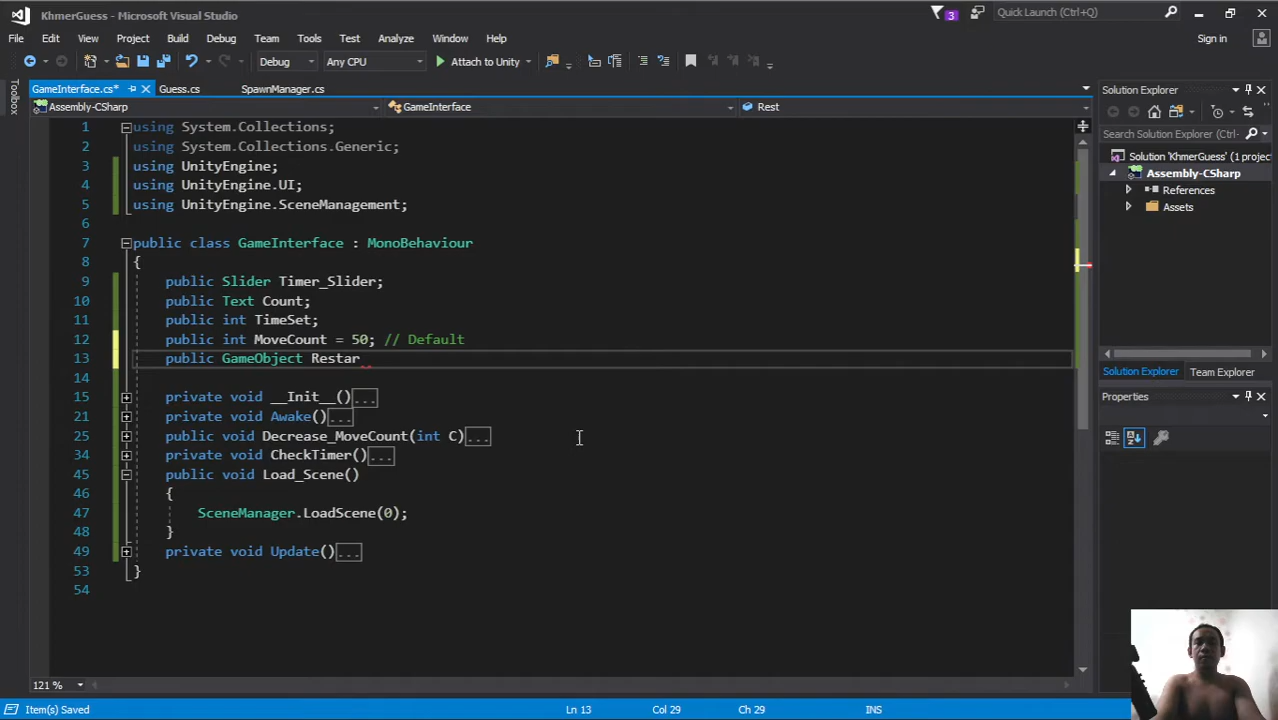 KhmerGuess - Microsoft Visual Studio
3
Quick Launch (Ctrl+Q)
File Edit View Project Build Debug Team Tools Test Analyze Window Help
Sign in
Debug Any CPU Attach to Unity
Toolbox
GameInterface.cs* Guess.cs SpawnManager.cs
Assembly-CSharp GameInterface Rest
1 using System.Collections;
2 using System.Collections.Generic;
3 using UnityEngine;
4 using UnityEngine.UI;
5 using UnityEngine.SceneManagement;
6
7 public class GameInterface : MonoBehaviour
8 {
9 public Slider Timer_Slider;
10 public Text Count;
11 public int TimeSet;
12 public int MoveCount = 50; // Default
13 public GameObject Restar
14
15 private void __Init__()...
21 private void Awake()...
25 public void Decrease_MoveCount(int C)...
34 private void CheckTimer()...
45 public void Load_Scene()
46 {
47 SceneManager.LoadScene(0);
48 }
49 private void Update()...
53 }
54
121 %
Solution Explorer
Search Solution Explorer (Ctrl+
Solution 'KhmerGuess' (1 projec
Assembly-CSharp
References
Assets
Solution Explorer Team Explorer
Properties
Item(s) Saved Ln 13 Col 29 Ch 29 INS